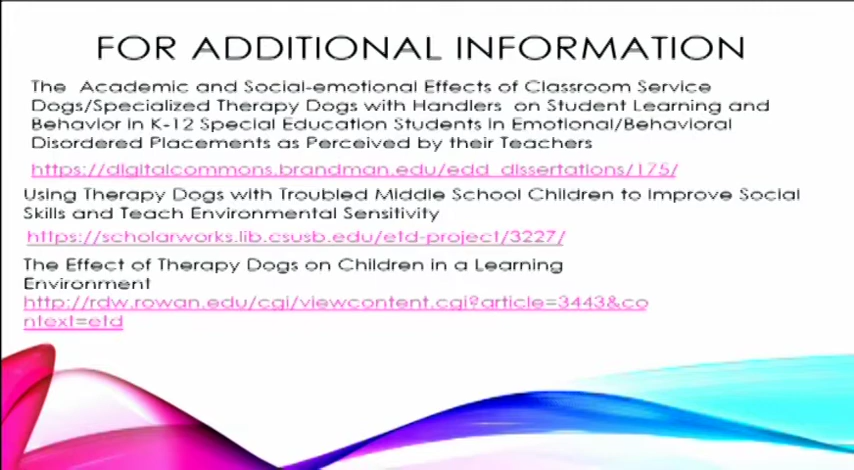 FOR ADDITIONAL INFORMATION
The Academic and Social-emotional Effects of Classroom Service
Dogs/Specialized Therapy Dogs with Handlers on Student Learning and
Behavior in K-12 Special Education Students in Emotional/Behavioral
Disordered Placements as Perceived by their Teachers
https://digitalcommons.brandman.edu/edd_dissertations/175/
Using Therapy Dogs with Troubled Middle School Children to Improve Social
Skills and Teach Environmental Sensitivity
https://scholarworks.lib.csusb.edu/etd-project/3227/
The Effect of Therapy Dogs on Children in a Learning
Environment
http://rdw.rowan.edu/cgi/viewcontent.cgi?article=3443&co
ntext=etd